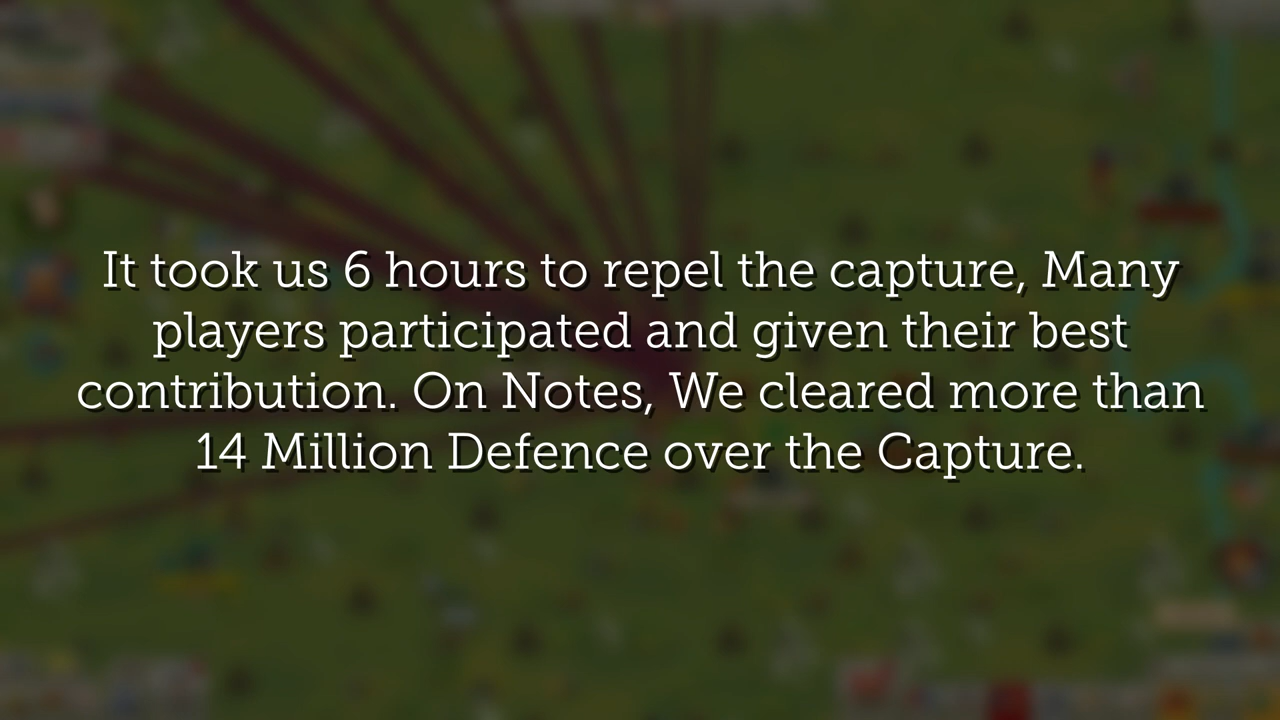 It took us 6 hours to repel the capture, Many
players participated and given their best
contribution. On Notes, We cleared more than
14 Million Defence over the Capture.